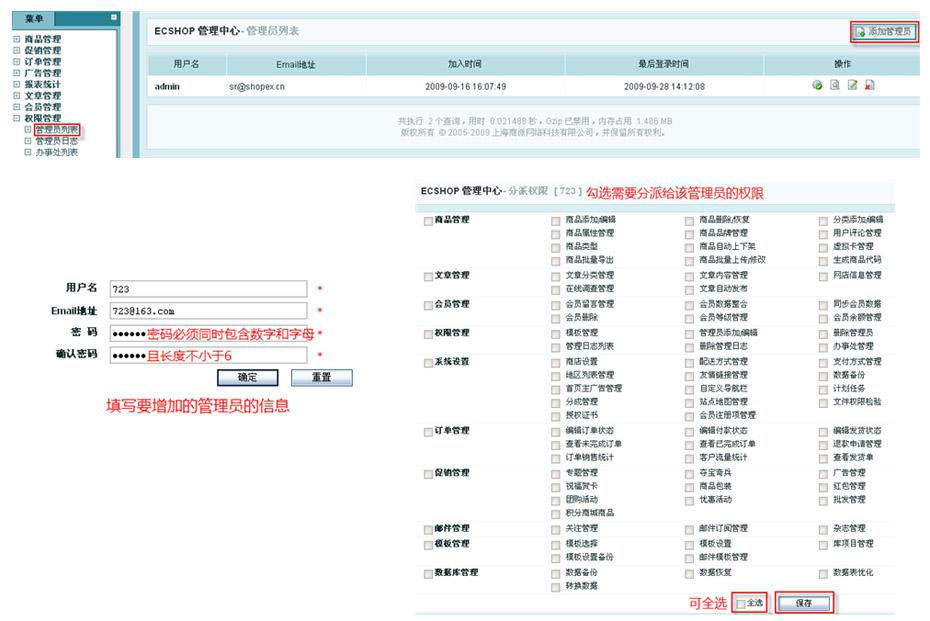 菜单
商品管理
促销管理
订单管理
广告管理
报表统计
文章管理
会员管理
权限管理
管理员列表
管理员日志
办事处列表
ECSHOP 管理中心 - 管理员列表
添加管理员
用户名 Email地址 加入时间 最后登录时间 操作
admin sr@shopex.cn 2009-09-16 16:07:49 2009-09-28 14:12:08
共执行 2 个查询，用时 0.021488 秒，Gzip 已禁用，内存占用 1.486 MB
版权所有 © 2005-2009 上海商派网络科技有限公司，并保留所有权利。
用户名 723 *
Email地址 723@163.com *
密 码 ●●●●●● 密码必须同时包含数字和字母 *
确认密码 ●●●●●● 且长度不小于6 *
确定 重置
填写要增加的管理员的信息
ECSHOP 管理中心 - 分派权限 [ 723 ] 勾选需要分派给该管理员的权限
商品管理 商品添加/编辑 商品删除/恢复 分类添加/编辑
商品属性管理 商品品牌管理 用户评论管理
商品类型 商品自动上下架 虚拟卡管理
商品批量导出 商品批量上传/修改 生成商品代码
文章管理 文章分类管理 文章内容管理 网店信息管理
在线调查管理 文章自动发布
会员管理 会员留言管理 会员数据整合 同步会员数据
会员删除 会员等级管理 会员余额管理
权限管理 模板管理 管理员添加/编辑 删除管理员
管理日志列表 删除管理日志 办事处管理
系统设置 商店设置 配送方式管理 支付方式管理
地区列表管理 友情链接管理 数据备份
首页主广告管理 自定义导航栏 计划任务
分成管理 站点地图管理 文件权限检验
授权证书 会员注册项管理
订单管理 编辑订单状态 编辑付款状态 编辑发货状态
查看未完成订单 查看已完成订单 退款申请管理
订单销售统计 客户流量统计 查看发货单
促销管理 专题管理 夺宝奇兵 广告管理
祝福贺卡 商品包装 红包管理
团购活动 优惠活动 批发管理
积分商城商品
邮件管理 关注管理 邮件订阅管理 杂志管理
模板管理 模板选择 模板设置 库项目管理
模板设置备份 邮件模板管理
数据库管理 数据备份 数据恢复 数据表优化
转换数据
可全选 全选 保存